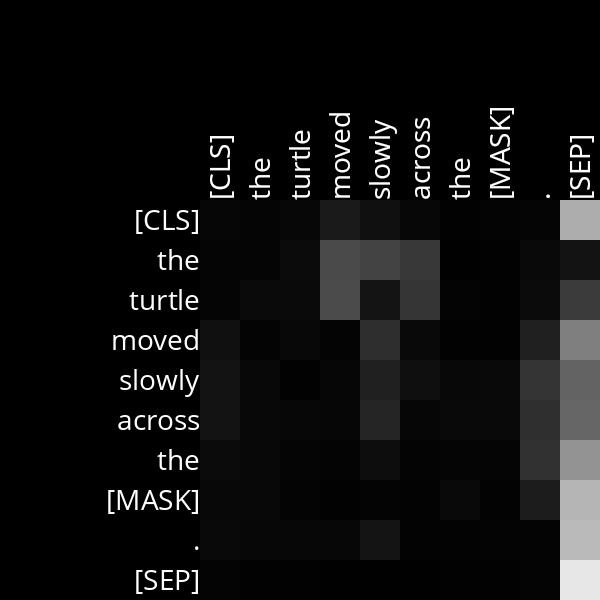 [CLS] the turtle moved slowly across the [MASK] . [SEP]
[CLS]
the
turtle
moved
slowly
across
the
[MASK]
.
[SEP]